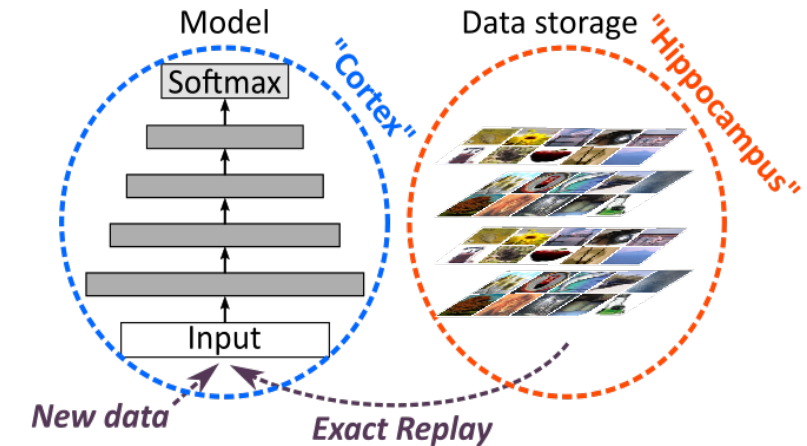 Model
Data storage
"Cortex"
"Hippocampus"
Softmax
Input
New data
Exact Replay